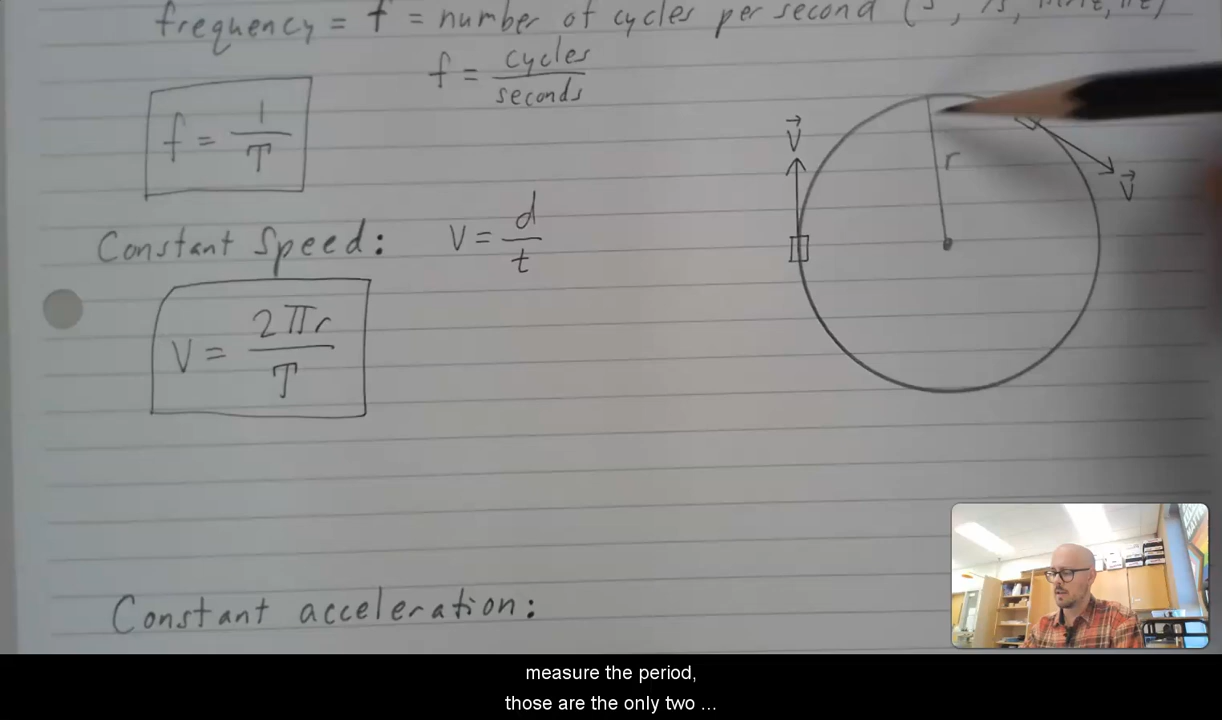 frequency = f = number of cycles per second
f = cycles / seconds
f = 1 / T
r
V
V
Constant Speed: V = d / t
V = 2πr / T
Constant acceleration:
measure the period,
those are the only two ...